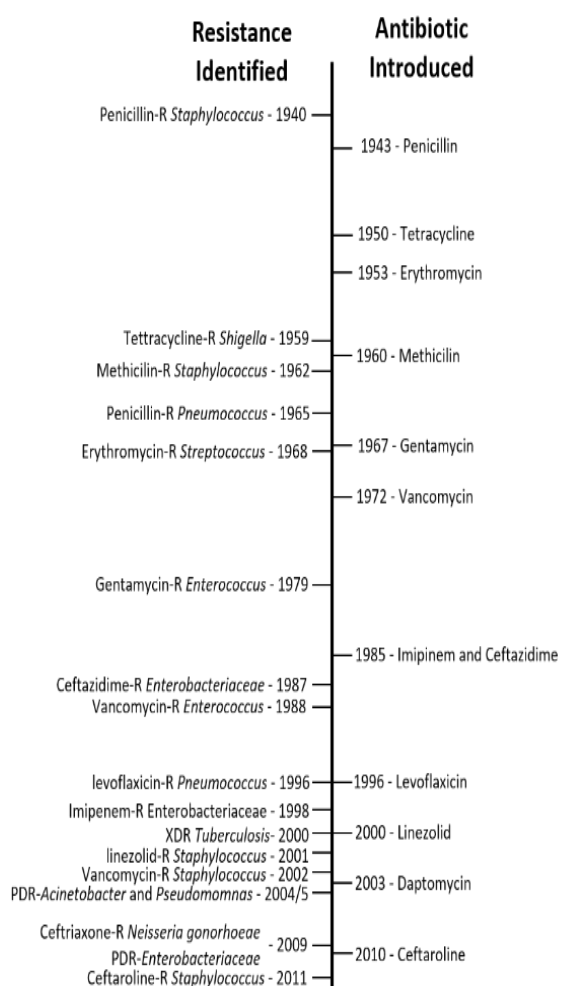 Resistance
Identified
Antibiotic
Introduced
Penicillin-R Staphylococcus - 1940
1943 - Penicillin
1950 - Tetracycline
1953 - Erythromycin
Tettracycline-R Shigella - 1959
1960 - Methicilin
Methicilin-R Staphylococcus - 1962
Penicillin-R Pneumococcus - 1965
1967 - Gentamycin
Erythromycin-R Streptococcus - 1968
1972 - Vancomycin
Gentamycin-R Enterococcus - 1979
1985 - Imipinem and Ceftazidime
Ceftazidime-R Enterobacteriaceae - 1987
Vancomycin-R Enterococcus - 1988
levoflaxicin-R Pneumococcus - 1996
1996 - Levoflaxicin
Imipenem-R Enterobacteriaceae - 1998
XDR Tuberculosis- 2000
2000 - Linezolid
linezolid-R Staphylococcus - 2001
Vancomycin-R Staphylococcus - 2002
2003 - Daptomycin
PDR-Acinetobacter and Pseudomomnas - 2004/5
Ceftriaxone-R Neisseria gonorhoeae
- 2009
PDR-Enterobacteriaceae
2010 - Ceftaroline
Ceftaroline-R Staphylococcus - 2011